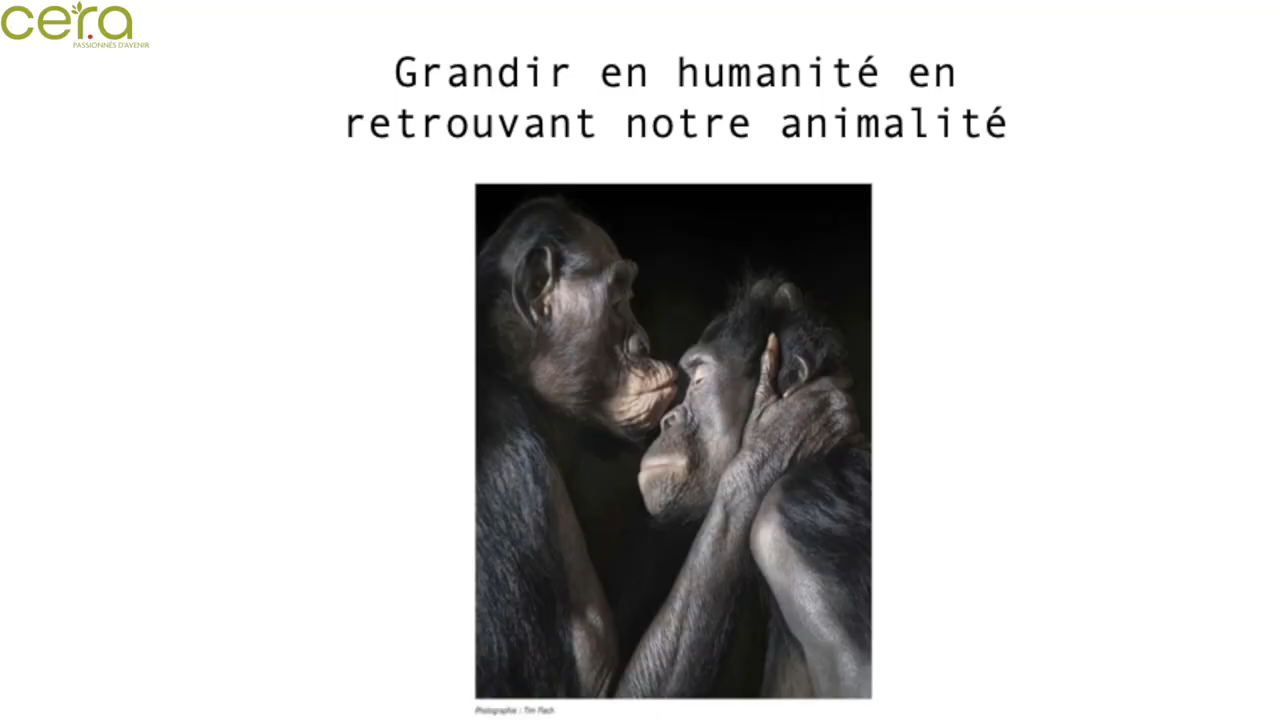 cera
PASSIONNÉS D'AVENIR
Grandir en humanité en
retrouvant notre animalité
Photographie : Tim Flach